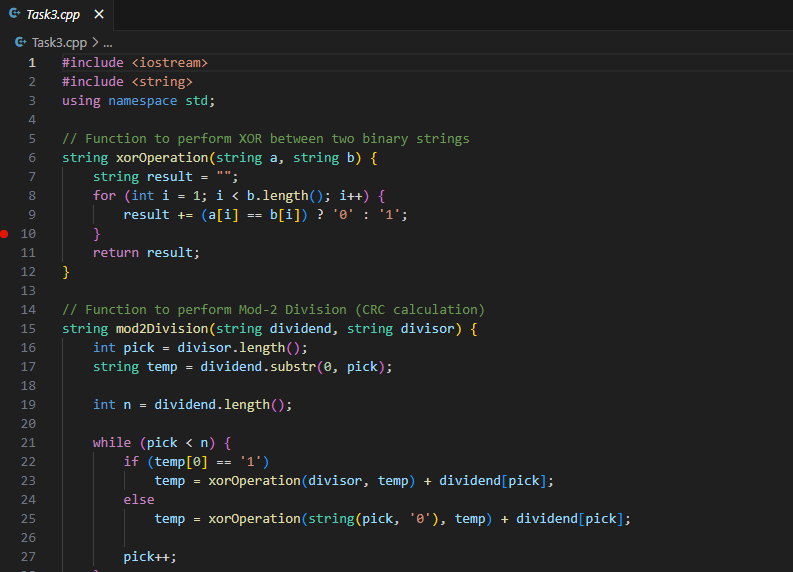 Task3.cpp ×
Task3.cpp > ...
1 #include <iostream>
2 #include <string>
3 using namespace std;
4
5 // Function to perform XOR between two binary strings
6 string xorOperation(string a, string b) {
7     string result = "";
8     for (int i = 1; i < b.length(); i++) {
9         result += (a[i] == b[i]) ? '0' : '1';
10     }
11     return result;
12 }
13
14 // Function to perform Mod-2 Division (CRC calculation)
15 string mod2Division(string dividend, string divisor) {
16     int pick = divisor.length();
17     string temp = dividend.substr(0, pick);
18
19     int n = dividend.length();
20
21     while (pick < n) {
22         if (temp[0] == '1')
23             temp = xorOperation(divisor, temp) + dividend[pick];
24         else
25             temp = xorOperation(string(pick, '0'), temp) + dividend[pick];
26
27         pick++;